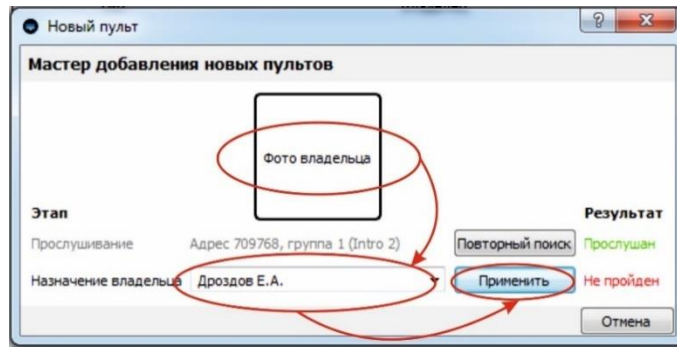 Новый пульт
Мастер добавления новых пультов
Фото владельца
Этап Результат
Прослушивание Адрес 709768, группа 1 (Intro 2) Повторный поиск Прослушан
Назначение владельца Дроздов Е.А. Применить Не пройден
Отмена